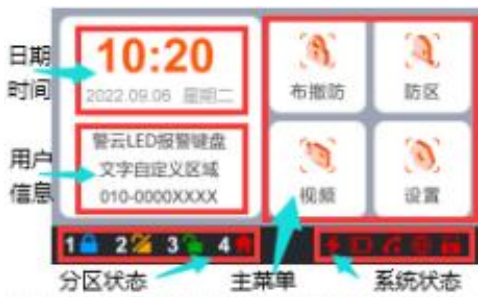 日期
时间
10:20
2022.09.06 星期二
用户
信息
警云LED报警键盘
文字自定义区域
010-0000XXXX
布撤防
防区
视频
设置
1 2 3 4
分区状态
主菜单
系统状态